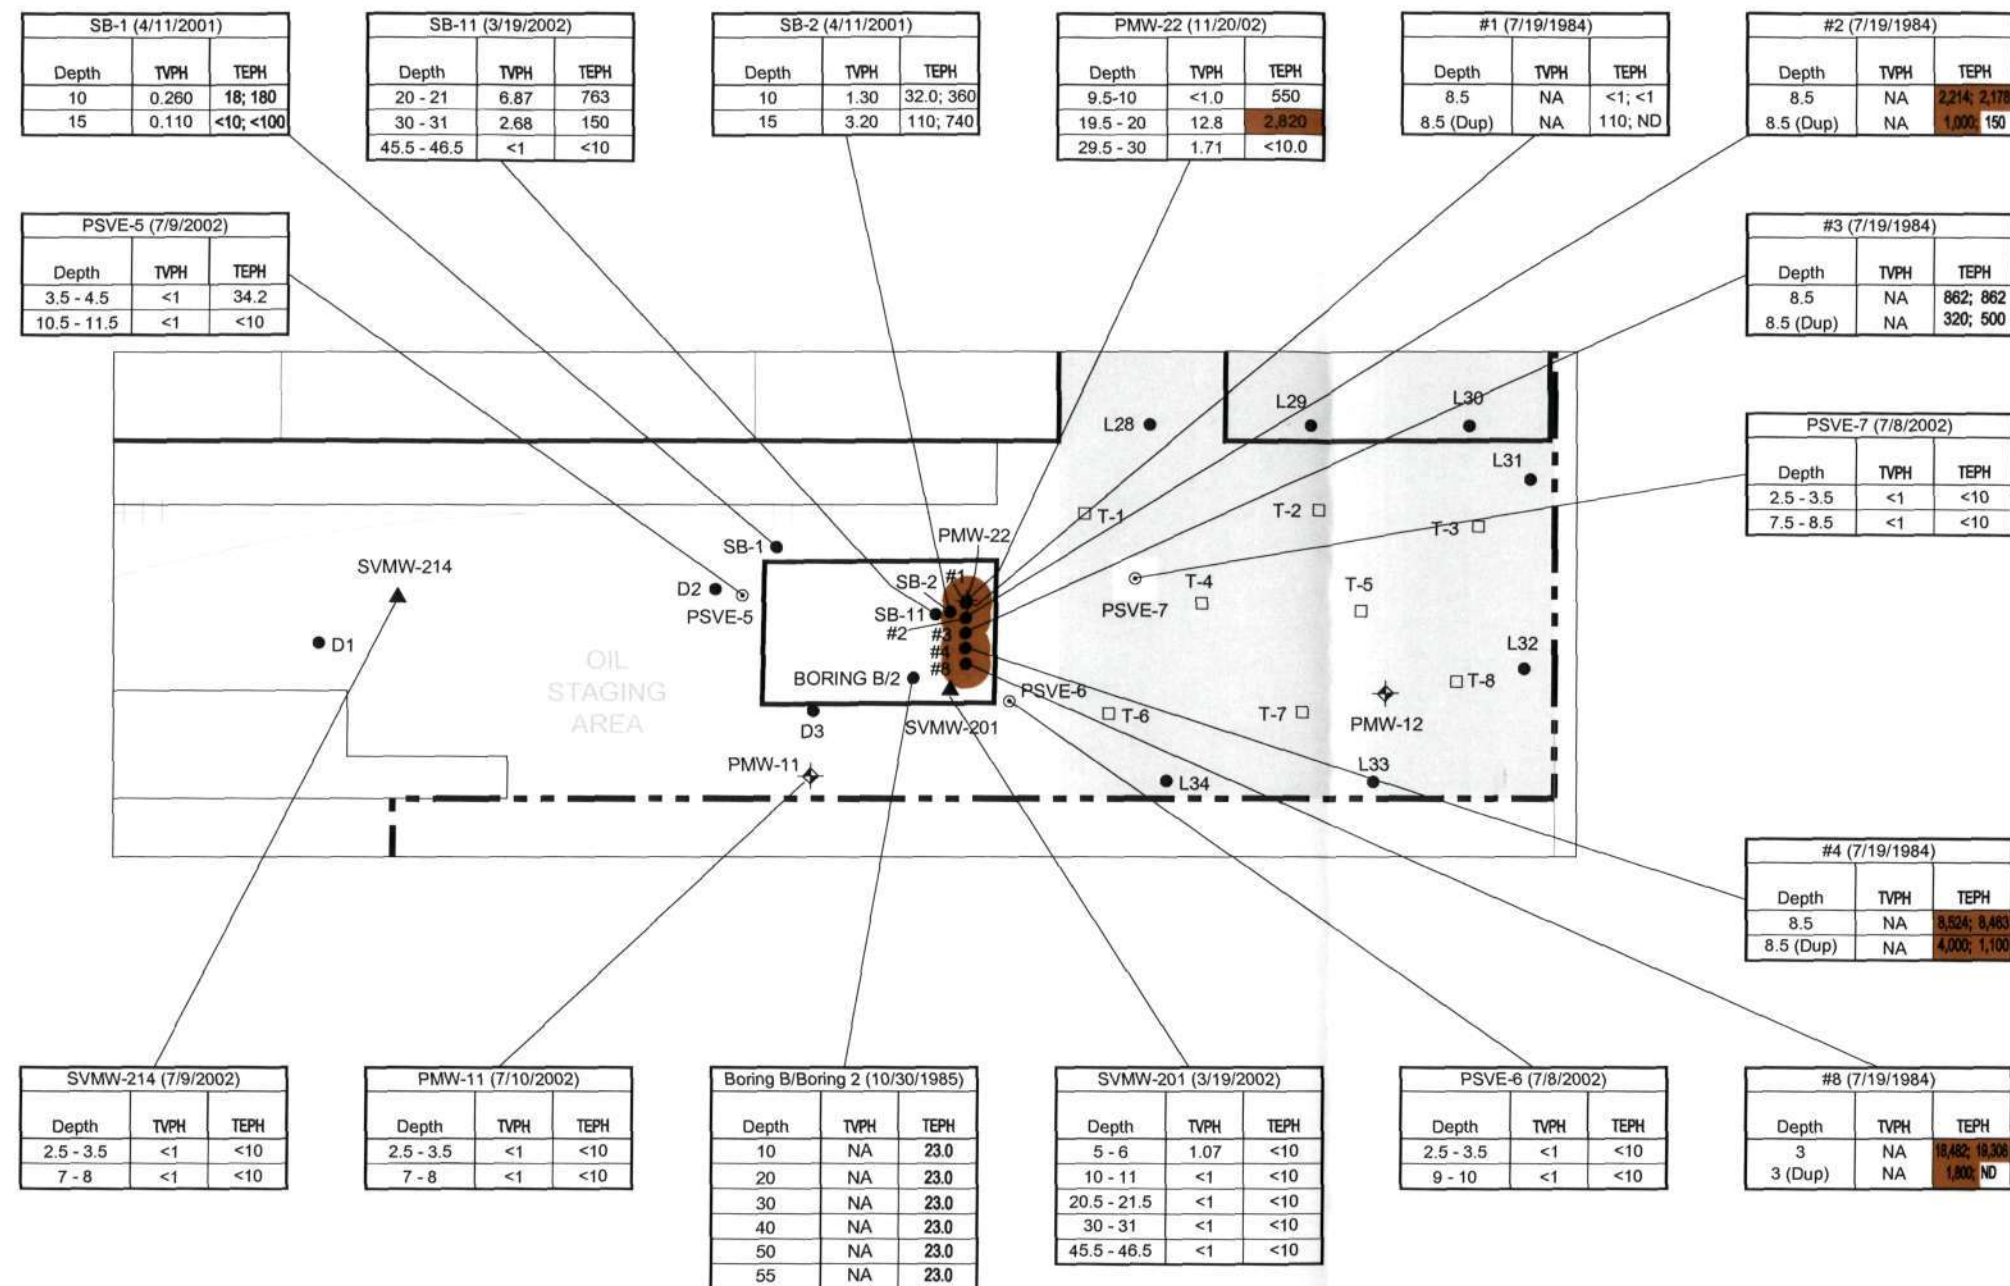 SB-1 (4/11/2001)
Depth TVPH TEPH
10 0.260 18; 180
15 0.110 <10; <100
SB-11 (3/19/2002)
Depth TVPH TEPH
20 - 21 6.87 763
30 - 31 2.68 150
45.5 - 46.5 <1 <10
SB-2 (4/11/2001)
Depth TVPH TEPH
10 1.30 32.0; 360
15 3.20 110; 740
PMW-22 (11/20/02)
Depth TVPH TEPH
9.5-10 <1.0 550
19.5 - 20 12.8 2,820
29.5 - 30 1.71 <10.0
#1 (7/19/1984)
Depth TVPH TEPH
8.5 NA <1; <1
8.5 (Dup) NA 110; ND
#2 (7/19/1984)
Depth TVPH TEPH
8.5 NA 2,214; 2,178
8.5 (Dup) NA 1,000; 150
PSVE-5 (7/9/2002)
Depth TVPH TEPH
3.5 - 4.5 <1 34.2
10.5 - 11.5 <1 <10
#3 (7/19/1984)
Depth TVPH TEPH
8.5 NA 862; 862
8.5 (Dup) NA 320; 500
PSVE-7 (7/8/2002)
Depth TVPH TEPH
2.5 - 3.5 <1 <10
7.5 - 8.5 <1 <10
L28
L29
L30
L31
T-1
T-2
T-3
PMW-22
SB-1
SVMW-214
#1
SB-2
T-4
T-5
D2
PSVE-5
PSVE-7
SB-11
#2
#3
D1
L32
#4
OIL
STAGING
AREA
#8
BORING B/2
T-8
PSVE-6
T-6
T-7
D3
SVMW-201
PMW-12
PMW-11
L34
L33
#4 (7/19/1984)
Depth TVPH TEPH
8.5 NA 8,524; 8,463
8.5 (Dup) NA 4,000; 1,100
SVMW-214 (7/9/2002)
Depth TVPH TEPH
2.5 - 3.5 <1 <10
7 - 8 <1 <10
PMW-11 (7/10/2002)
Depth TVPH TEPH
2.5 - 3.5 <1 <10
7 - 8 <1 <10
Boring B/Boring 2 (10/30/1985)
Depth TVPH TEPH
10 NA 23.0
20 NA 23.0
30 NA 23.0
40 NA 23.0
50 NA 23.0
55 NA 23.0
SVMW-201 (3/19/2002)
Depth TVPH TEPH
5 - 6 1.07 <10
10 - 11 <1 <10
20.5 - 21.5 <1 <10
30 - 31 <1 <10
45.5 - 46.5 <1 <10
PSVE-6 (7/8/2002)
Depth TVPH TEPH
2.5 - 3.5 <1 <10
9 - 10 <1 <10
#8 (7/19/1984)
Depth TVPH TEPH
3 NA 18,482; 19,306
3 (Dup) NA 1,800; ND